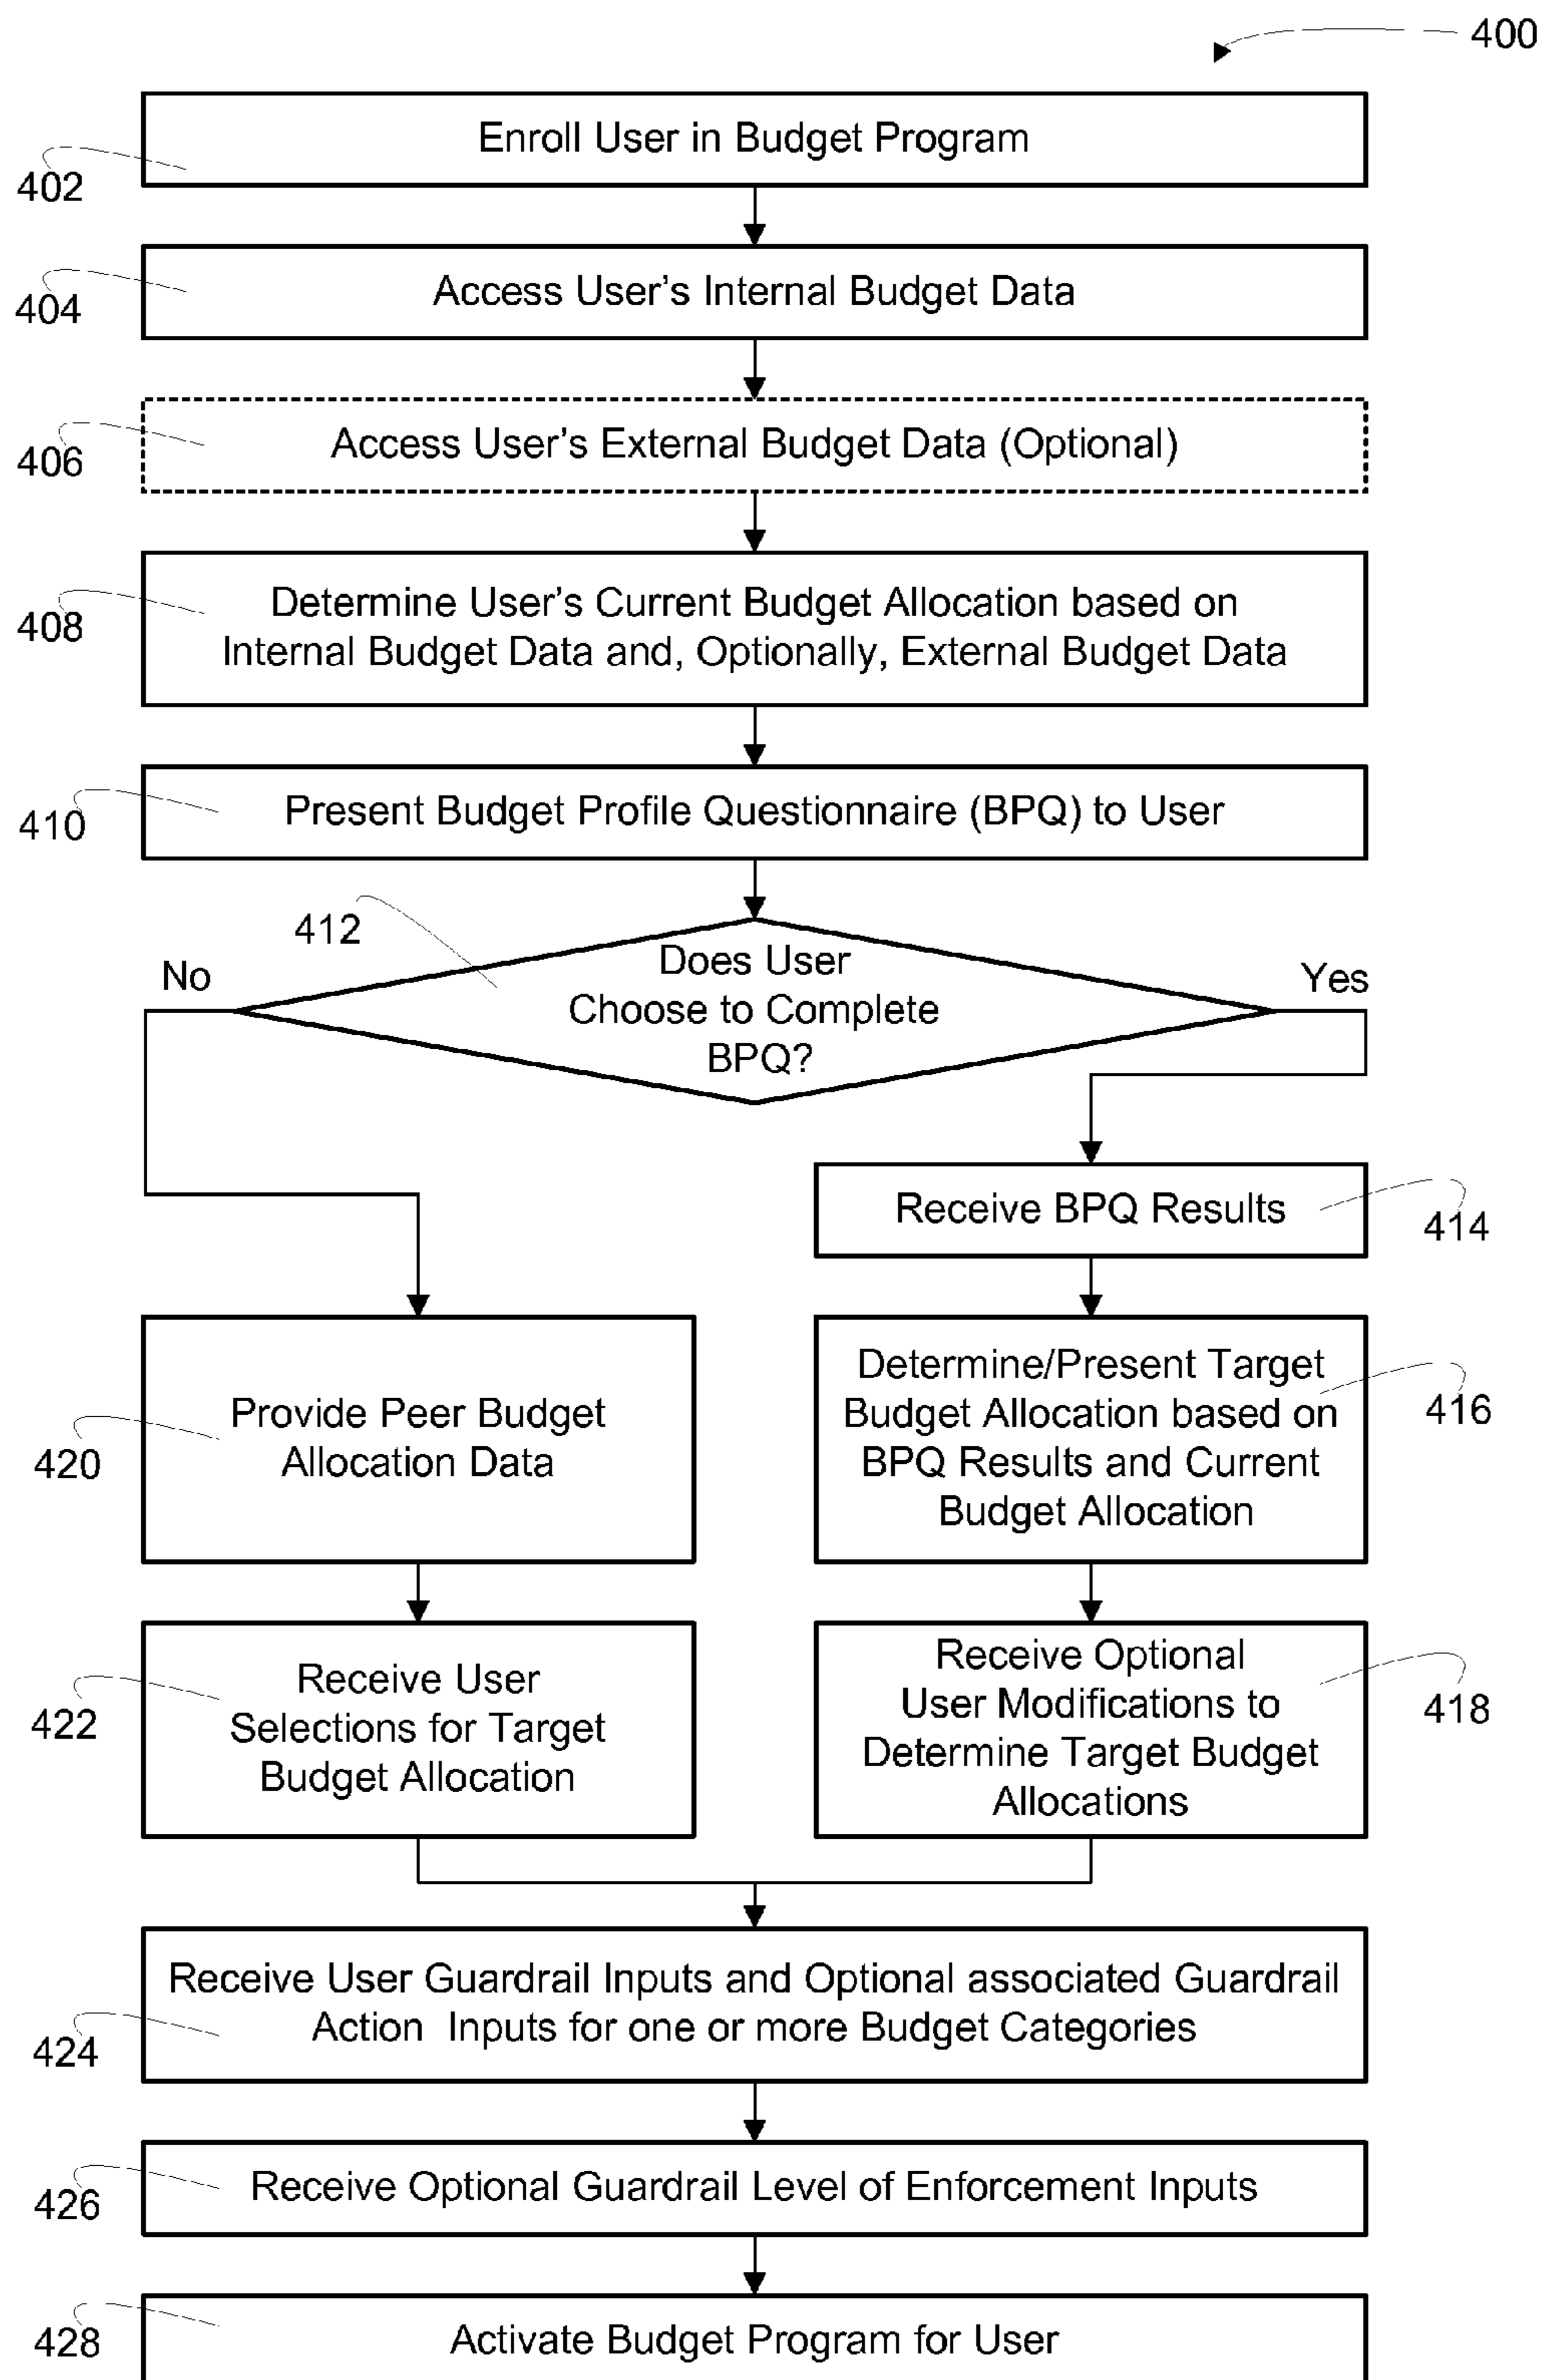 400
Enroll User in Budget Program
402
Access User's Internal Budget Data
404
Access User's External Budget Data (Optional)
406
Determine User's Current Budget Allocation based on
Internal Budget Data and, Optionally, External Budget Data
408
Present Budget Profile Questionnaire (BPQ) to User
410
412
No
Does User
Choose to Complete
BPQ?
Yes
Receive BPQ Results
414
Determine/Present Target
Budget Allocation based on
BPQ Results and Current
Budget Allocation
416
Provide Peer Budget
Allocation Data
420
Receive User
Selections for Target
Budget Allocation
422
Receive Optional
User Modifications to
Determine Target Budget
Allocations
418
Receive User Guardrail Inputs and Optional associated Guardrail
Action Inputs for one or more Budget Categories
424
Receive Optional Guardrail Level of Enforcement Inputs
426
Activate Budget Program for User
428